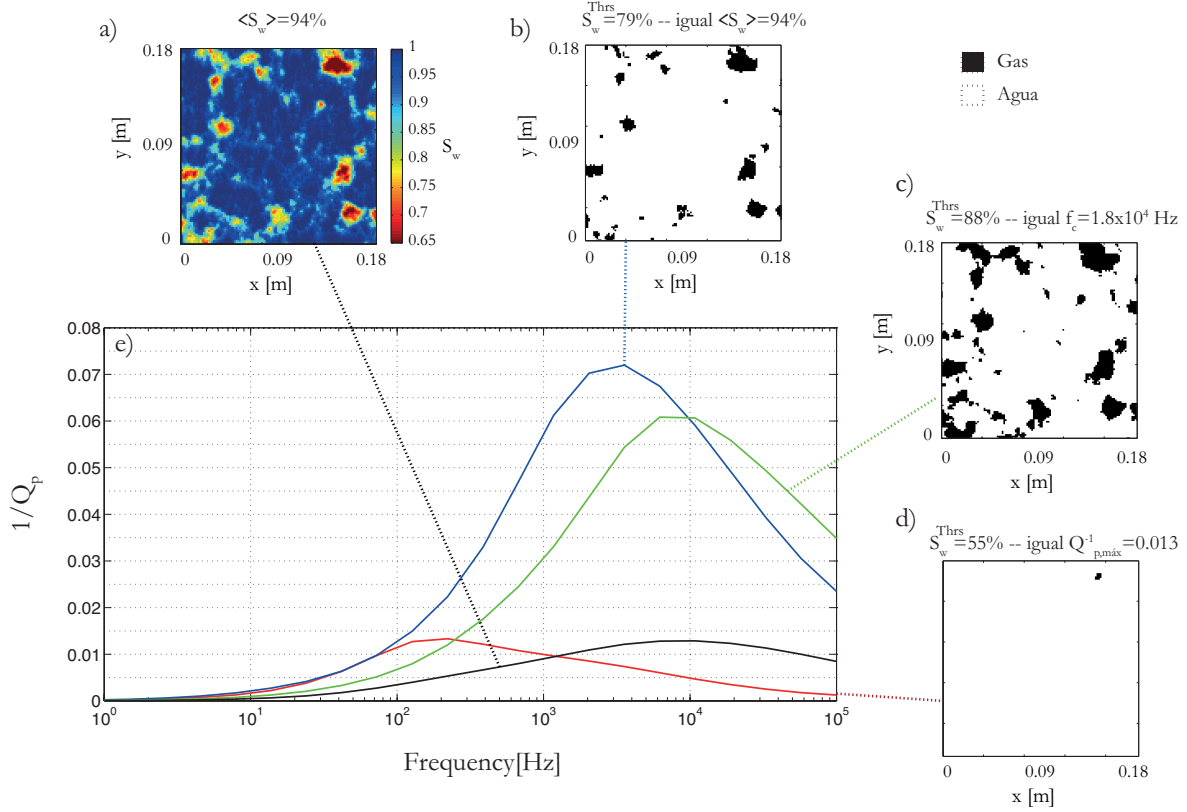 a)
<S_w>=94%
0.18
y [m]
0.09
0
0
0.09
0.18
x [m]
1
0.95
0.9
0.85
0.8
0.75
0.7
0.65
S_w
b)
S_w^Thrs=79% -- igual <S_w>=94%
0.18
y [m]
0.09
0
0
0.09
0.18
x [m]
Gas
Agua
c)
S_w^Thrs=88% -- igual f_c=1.8x10^4 Hz
0.18
y [m]
0.09
0
0
0.09
0.18
x [m]
d)
S_w^Thrs=55% -- igual Q^-1_p,máx=0.013
0
0.09
0.18
x [m]
e)
1/Q_p
0.08
0.07
0.06
0.05
0.04
0.03
0.02
0.01
0
10^0
10^1
10^2
10^3
10^4
10^5
Frequency[Hz]